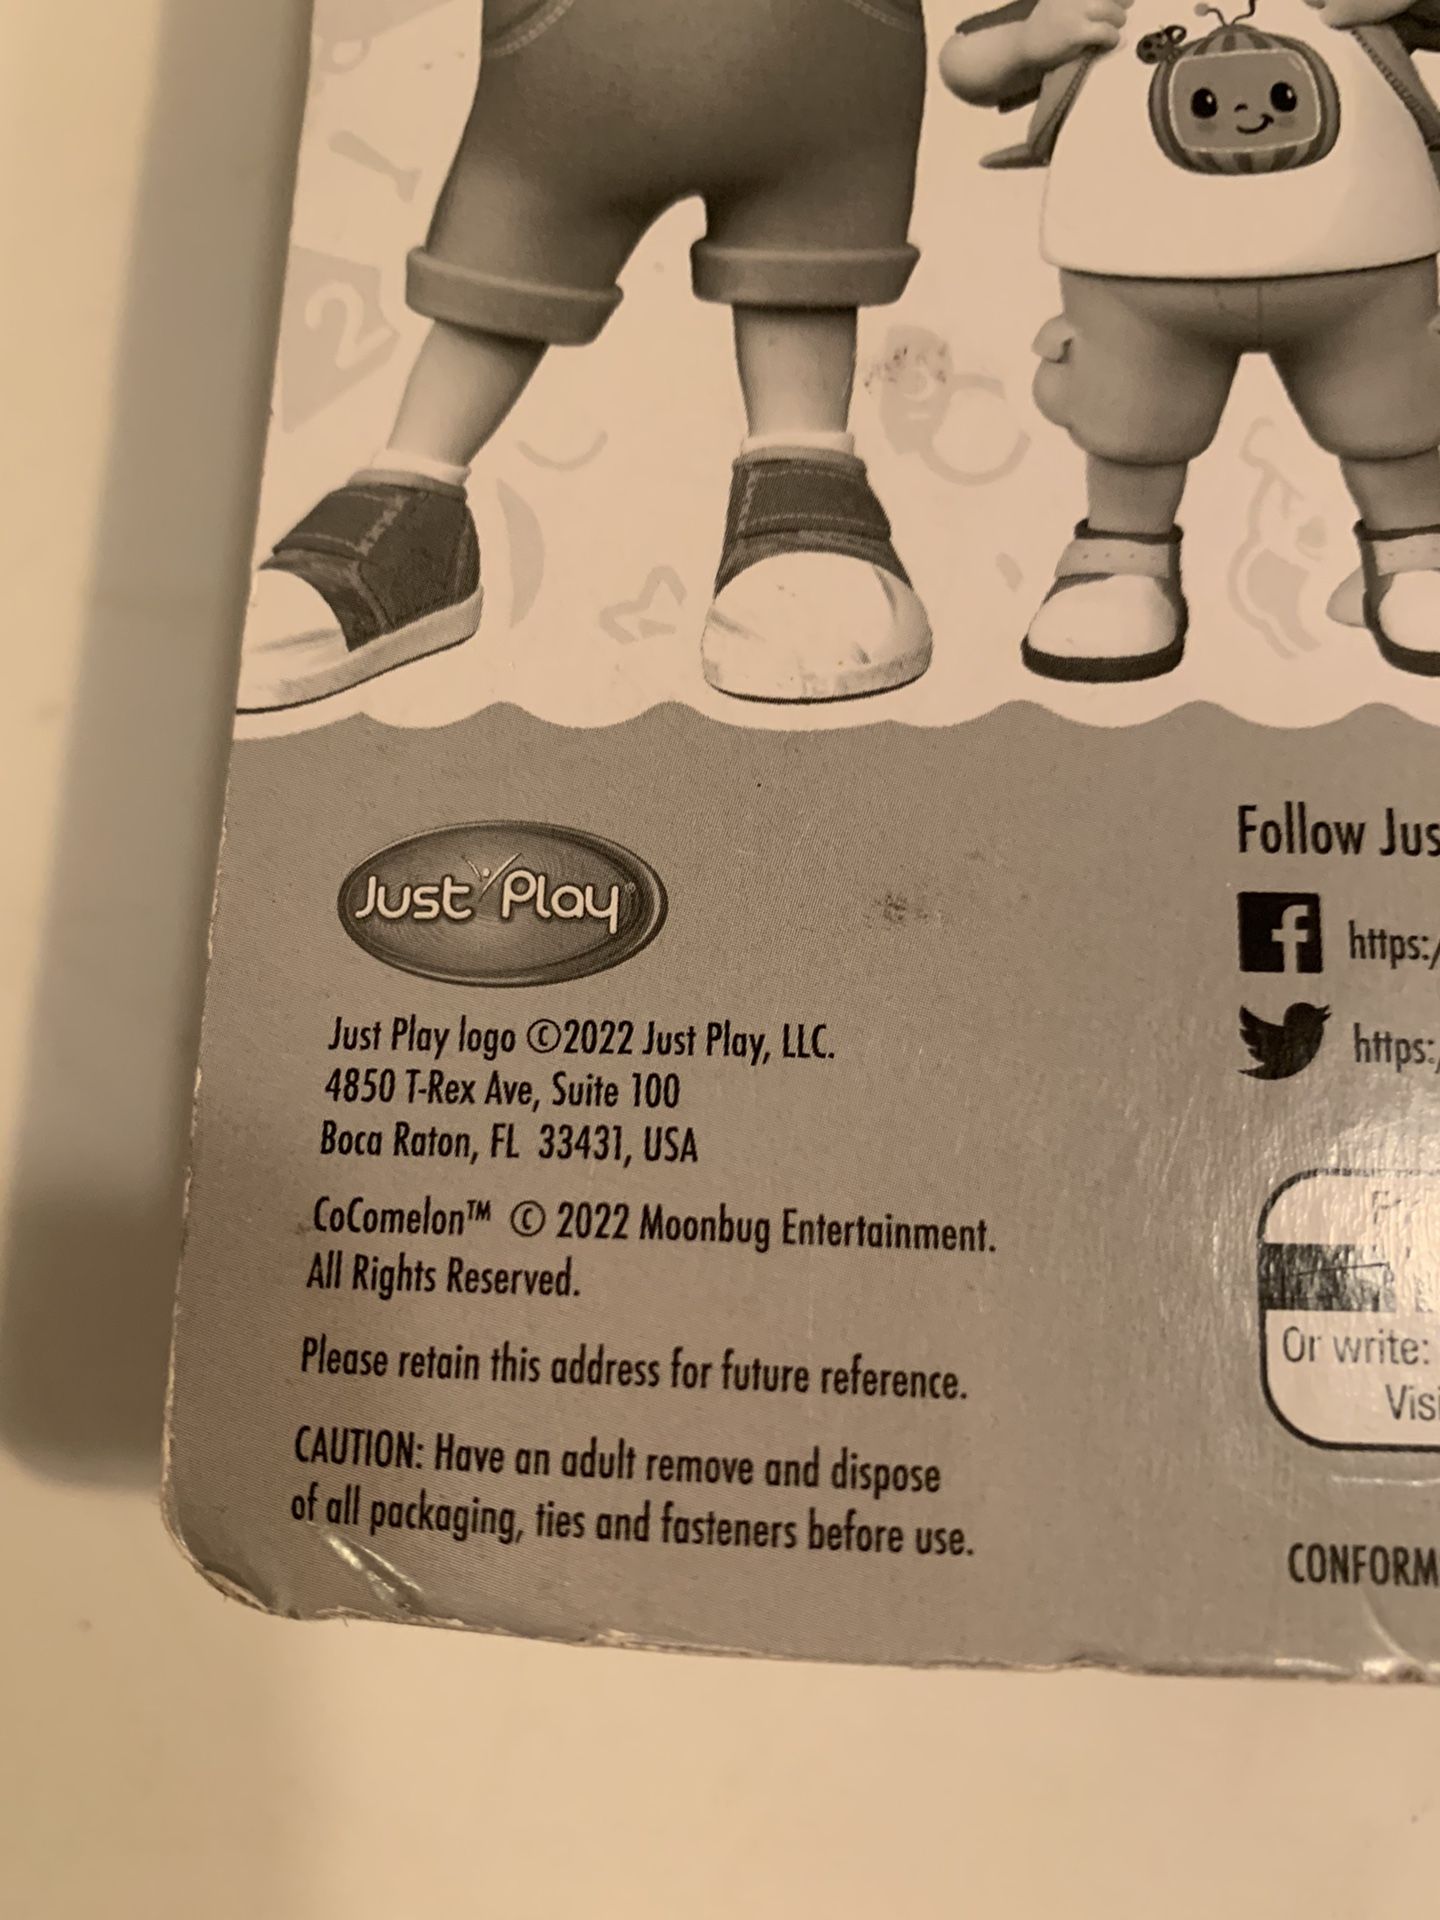 2
Just Play
Just Play logo ©2022 Just Play, LLC.
4850 T-Rex Ave, Suite 100
Boca Raton, FL 33431, USA
CoComelon™ © 2022 Moonbug Entertainment.
All Rights Reserved.
Please retain this address for future reference.
CAUTION: Have an adult remove and dispose
of all packaging, ties and fasteners before use.
Follow Jus
f https:/
https:/
Or write:
Visi
CONFORM